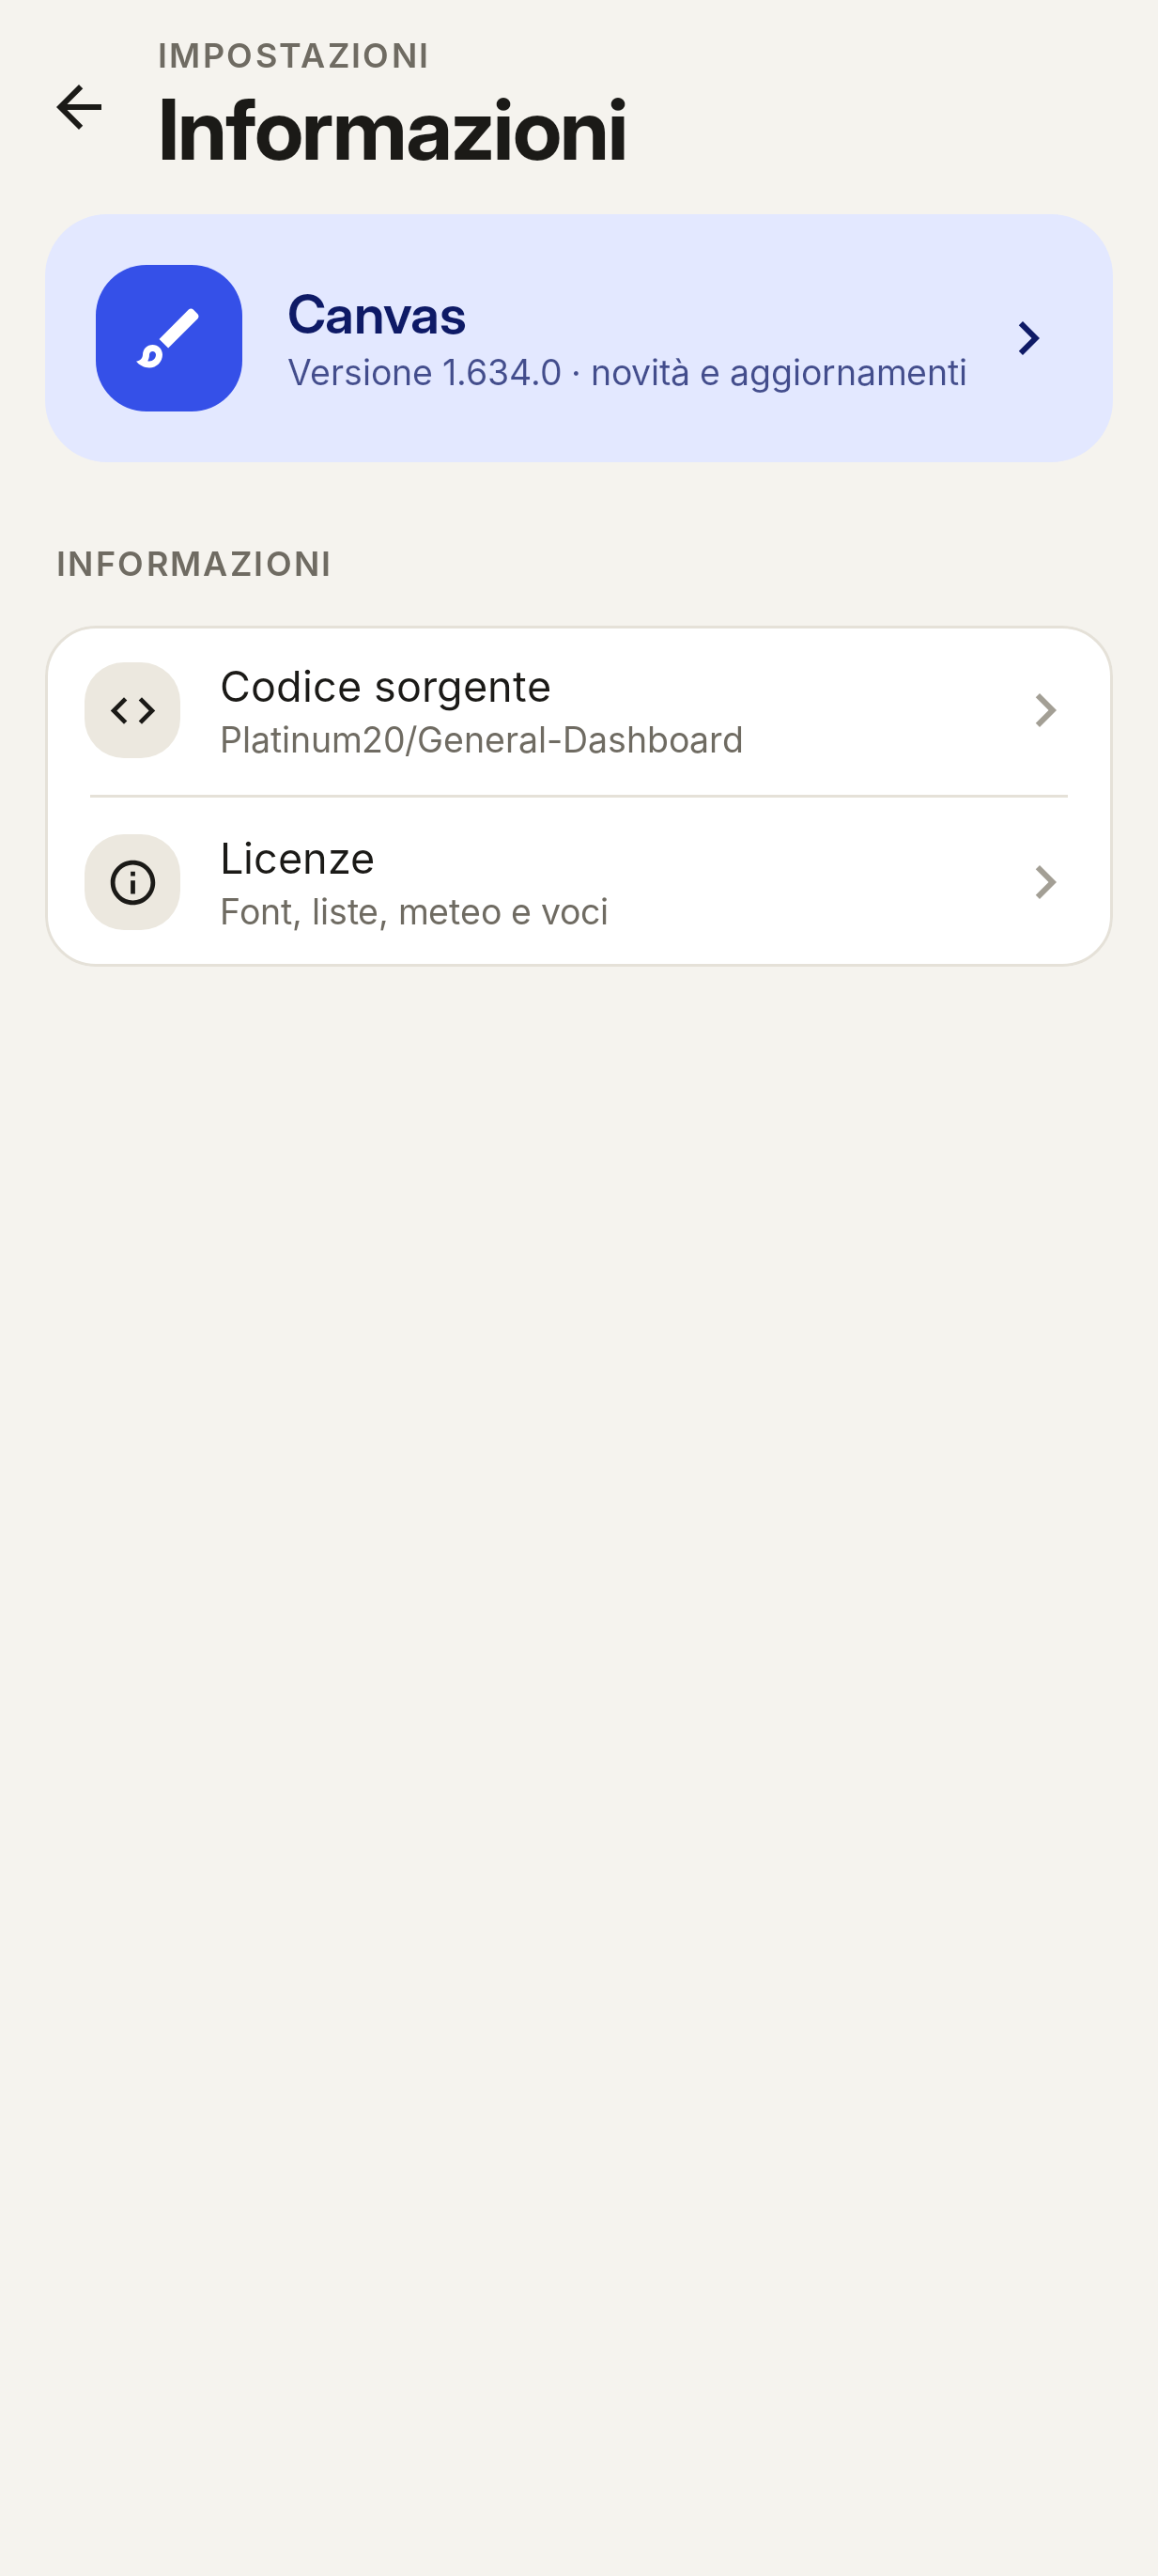 IMPOSTAZIONI
Informazioni
Canvas
Versione 1.634.0 · novità e aggiornamenti
INFORMAZIONI
Codice sorgente
Platinum20/General-Dashboard
Licenze
Font, liste, meteo e voci